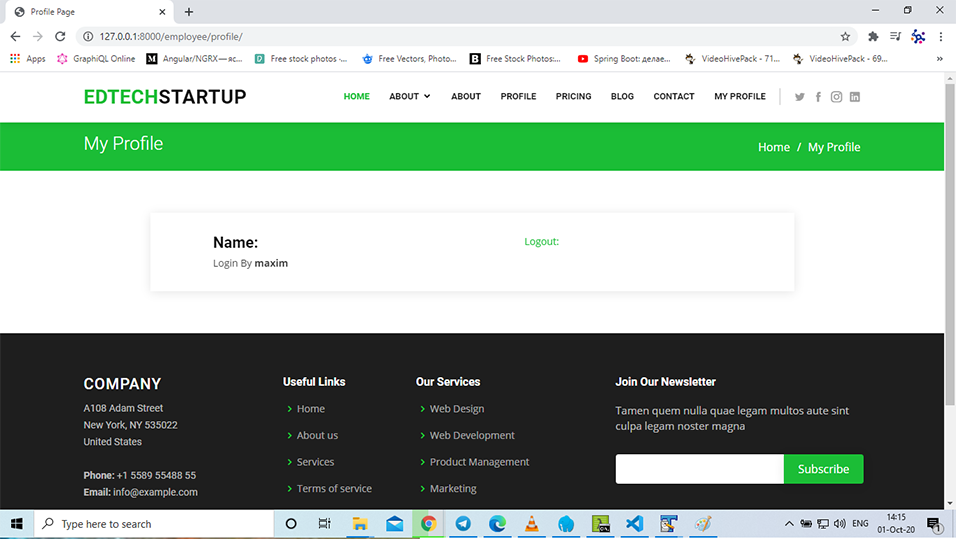 Profile Page
127.0.0.1:8000/employee/profile/
Apps GraphiQL Online Angular/NGRX — яс... Free stock photos -... Free Vectors, Photo... Free Stock Photos:... Spring Boot: делае... VideoHivePack - 71... VideoHivePack - 69... »
EDTECHSTARTUP HOME ABOUT ABOUT PROFILE PRICING BLOG CONTACT MY PROFILE
My Profile
Home / My Profile
Name:
Login By maxim
Logout:
COMPANY
A108 Adam Street
New York, NY 535022
United States
Phone: +1 5589 55488 55
Email: info@example.com
Useful Links
Home
About us
Services
Terms of service
Our Services
Web Design
Web Development
Product Management
Marketing
Join Our Newsletter
Tamen quem nulla quae legam multos aute sint
culpa legam noster magna
Subscribe
Type here to search
ENG
14:15
01-Oct-20
1